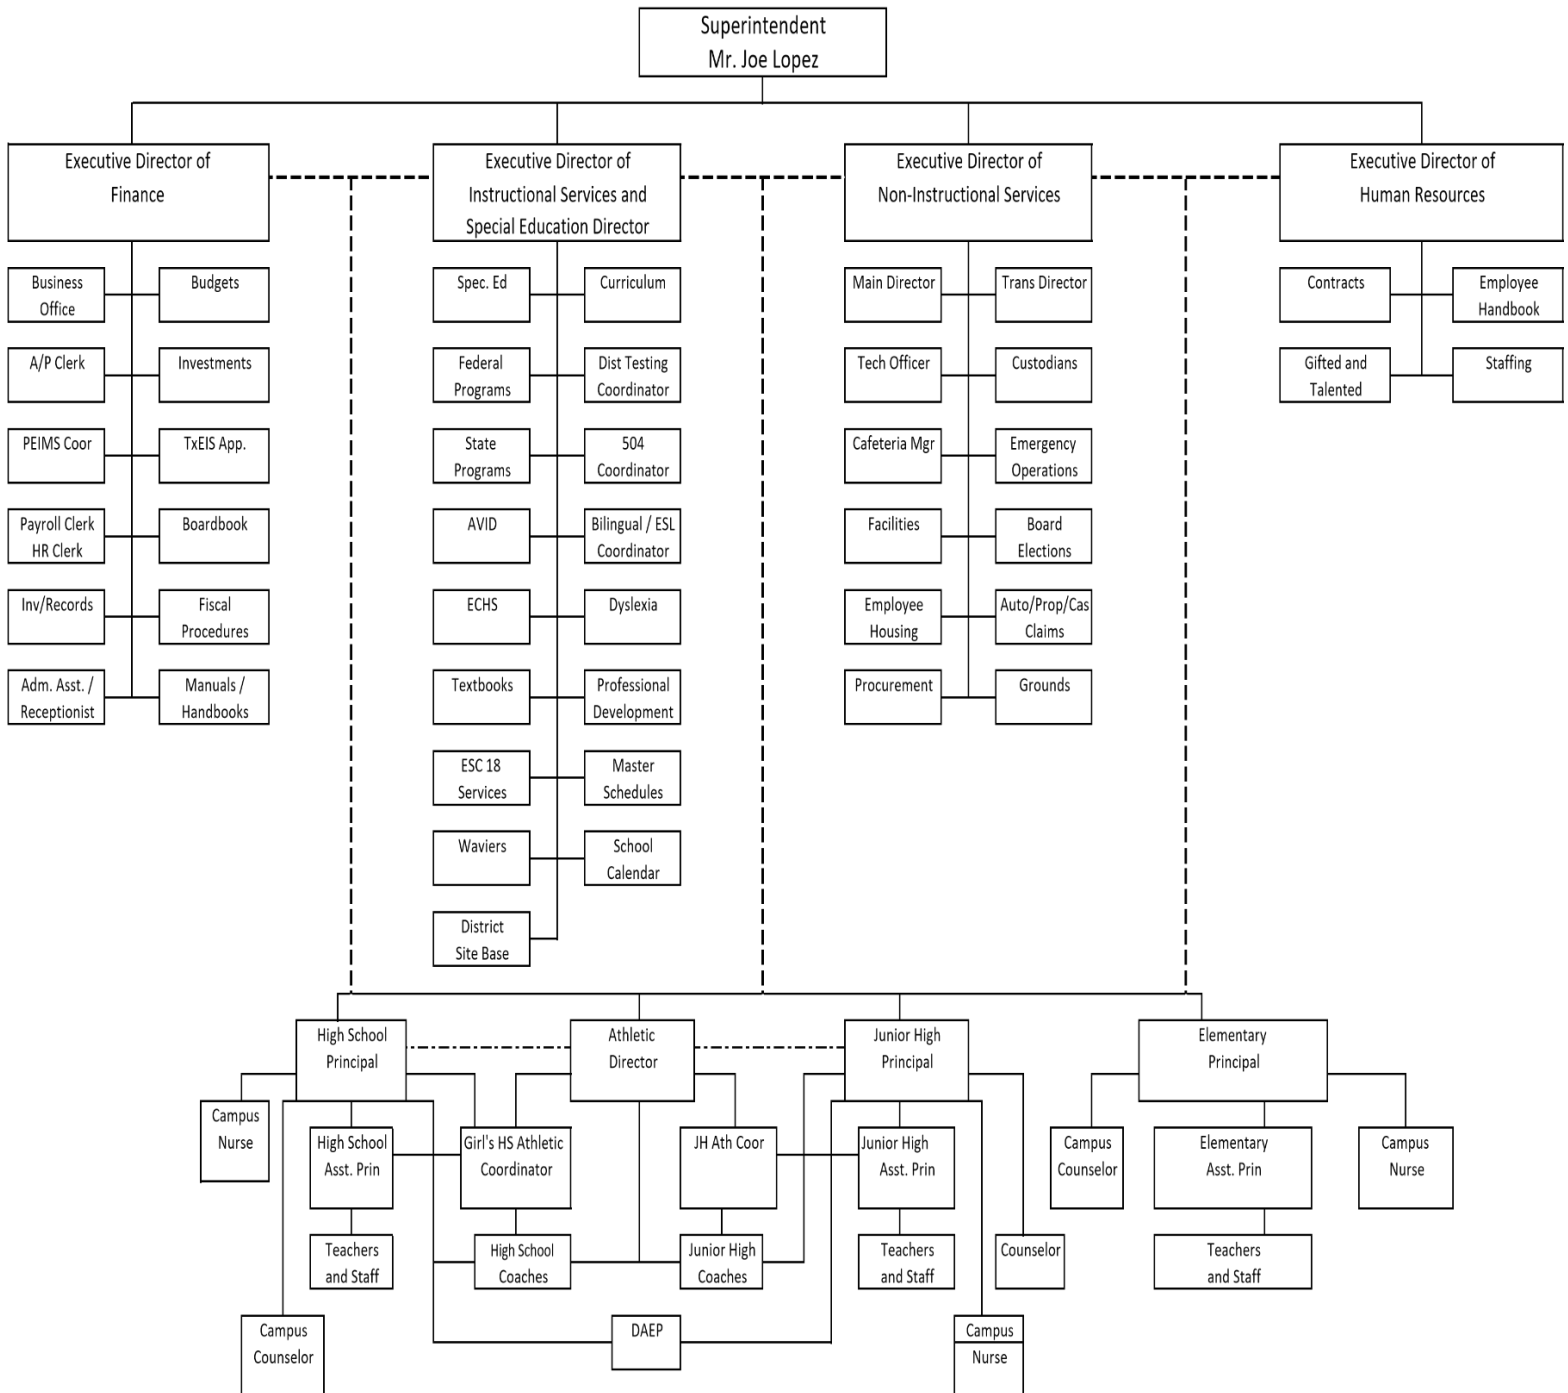 Superintendent
Mr. Joe Lopez
Executive Director of
Finance
Executive Director of
Instructional Services and
Special Education Director
Executive Director of
Non-Instructional Services
Executive Director of
Human Resources
Business
Office
Budgets
A/P Clerk
Investments
PEIMS Coor
TxEIS App.
Payroll Clerk
HR Clerk
Boardbook
Inv/Records
Fiscal
Procedures
Adm. Asst. /
Receptionist
Manuals /
Handbooks
Spec. Ed
Curriculum
Federal
Programs
Dist Testing
Coordinator
State
Programs
504
Coordinator
AVID
Bilingual / ESL
Coordinator
ECHS
Dyslexia
Textbooks
Professional
Development
ESC 18
Services
Master
Schedules
Waviers
School
Calendar
District
Site Base
Main Director
Trans Director
Tech Officer
Custodians
Cafeteria Mgr
Emergency
Operations
Facilities
Board
Elections
Employee
Housing
Auto/Prop/Cas
Claims
Procurement
Grounds
Contracts
Employee
Handbook
Gifted and
Talented
Staffing
High School
Principal
Athletic
Director
Junior High
Principal
Elementary
Principal
Campus
Nurse
High School
Asst. Prin
Girl's HS Athletic
Coordinator
JH Ath Coor
Junior High
Asst. Prin
Campus
Counselor
Elementary
Asst. Prin
Campus
Nurse
Teachers
and Staff
High School
Coaches
Junior High
Coaches
Teachers
and Staff
Counselor
Teachers
and Staff
Campus
Counselor
DAEP
Campus
Nurse